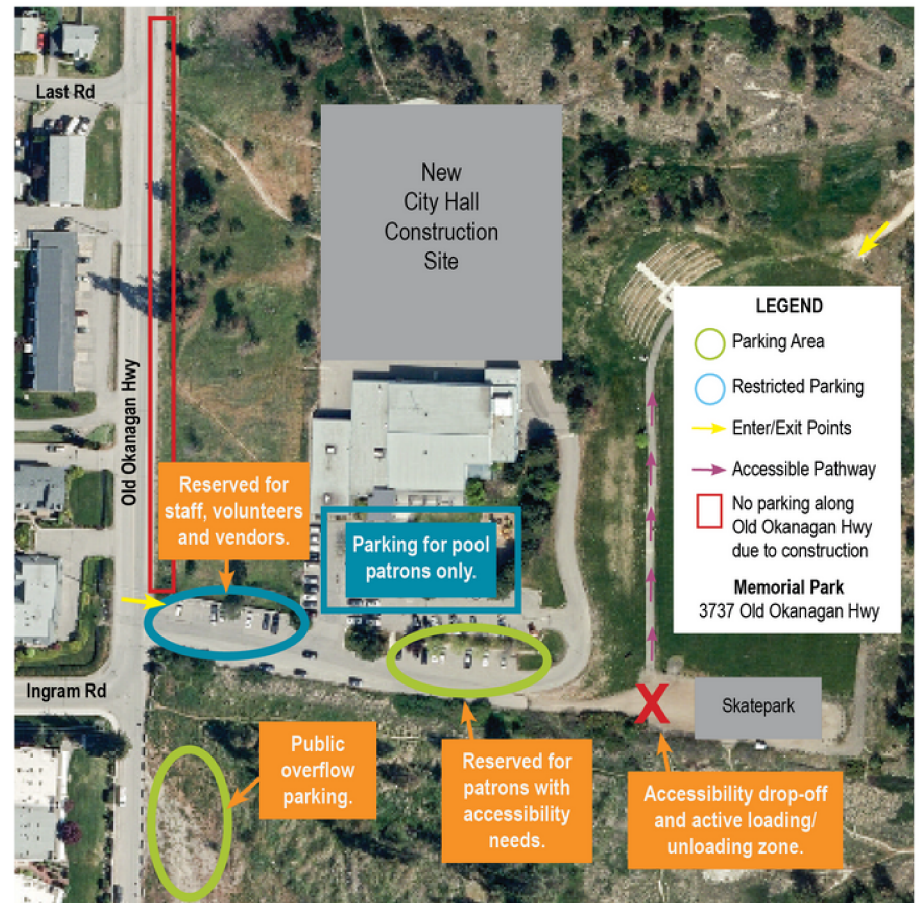 Last Rd
New
City Hall
Construction
Site
Old Okanagan Hwy
LEGEND
Parking Area
Restricted Parking
Enter/Exit Points
Accessible Pathway
No parking along
Old Okanagan Hwy
due to construction
Memorial Park
3737 Old Okanagan Hwy
Reserved for
staff, volunteers
and vendors.
Parking for pool
patrons only.
Ingram Rd
X
Skatepark
Public
overflow
parking.
Reserved for
patrons with
accessibility
needs.
Accessibility drop-off
and active loading/
unloading zone.